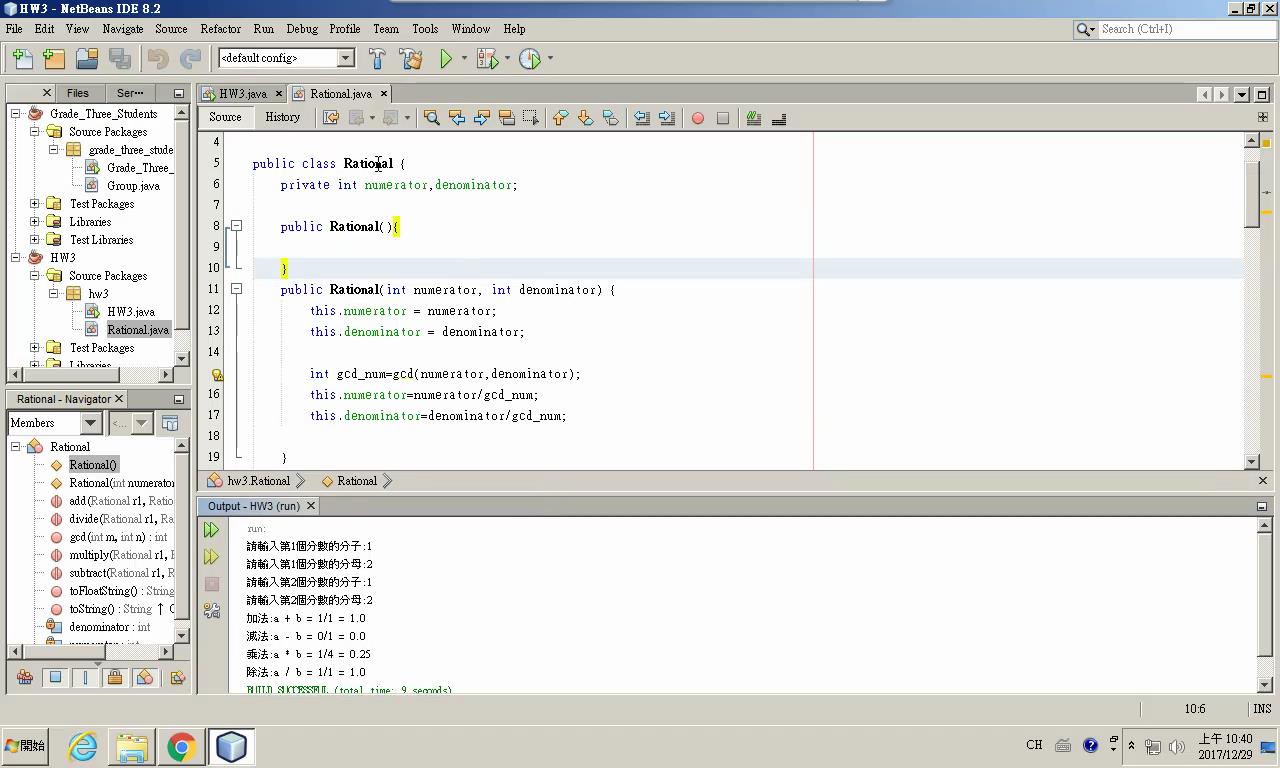 HW3 - NetBeans IDE 8.2
File Edit View Navigate Source Refactor Run Debug Profile Team Tools Window Help
Search (Ctrl+I)
<default config>
Files Ser...
Grade_Three_Students
Source Packages
grade_three_stude
Grade_Three_
Group.java
Test Packages
Libraries
Test Libraries
HW3
Source Packages
hw3
HW3.java
Rational.java
Test Packages
Libraries
Rational - Navigator
Members
<...
Rational
Rational()
Rational(int numerator
add(Rational r1, Ratio
divide(Rational r1, Ra
gcd(int m, int n) : int
multiply(Rational r1, F
subtract(Rational r1,
toFloatString() : String
toString() : String ↑ C
denominator : int
HW3.java Rational.java
Source History
4
5 public class Rational {
6 private int numerator,denominator;
7
8 public Rational(){
9
10 }
11 public Rational(int numerator, int denominator) {
12 this.numerator = numerator;
13 this.denominator = denominator;
14
int gcd_num=gcd(numerator,denominator);
16 this.numerator=numerator/gcd_num;
17 this.denominator=denominator/gcd_num;
18
19 }
hw3.Rational Rational
Output - HW3 (run)
run:
請輸入第1個分數的分子:1
請輸入第1個分數的分母:2
請輸入第2個分數的分子:1
請輸入第2個分數的分母:2
加法:a + b = 1/1 = 1.0
減法:a - b = 0/1 = 0.0
乘法:a * b = 1/4 = 0.25
除法:a / b = 1/1 = 1.0
BUILD SUCCESSFUL (total time: 9 seconds)
10:6 INS
開始
CH
上午 10:40
2017/12/29